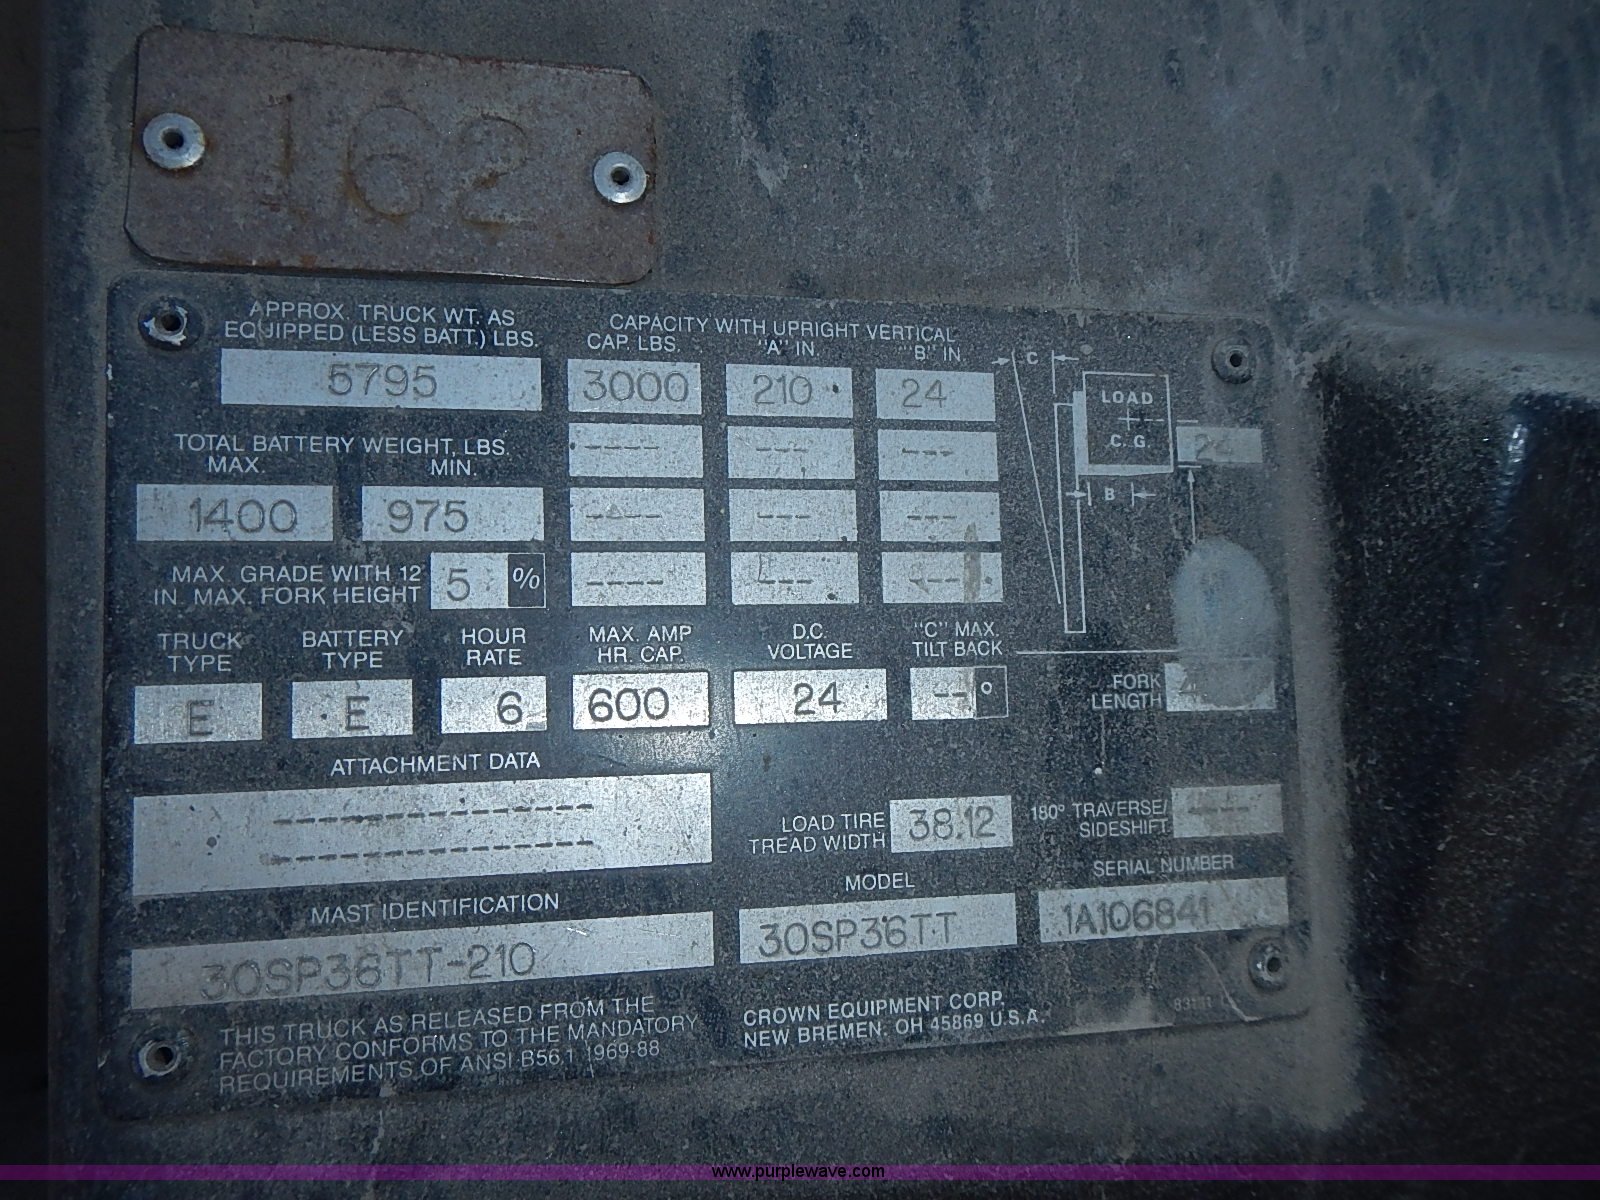 162
APPROX. TRUCK WT. AS
EQUIPPED (LESS BATT.) LBS.
5795
CAPACITY WITH UPRIGHT VERTICAL
CAP. LBS. "A" IN. "B" IN.
3000 210 24
---- --- ---
---- --- ---
---- --- ---
C
LOAD
C. G.
24
B
TOTAL BATTERY WEIGHT, LBS.
MAX. MIN.
1400 975
MAX. GRADE WITH 12
IN. MAX. FORK HEIGHT
5 %
TRUCK TYPE
E
BATTERY TYPE
E
HOUR RATE
6
MAX. AMP
HR. CAP.
600
D.C.
VOLTAGE
24
"C" MAX.
TILT BACK
--°
FORK
LENGTH
ATTACHMENT DATA
LOAD TIRE
TREAD WIDTH
38.12
180° TRAVERSE/
SIDESHIFT
----
MAST IDENTIFICATION
30SP36TT-210
MODEL
30SP36TT
SERIAL NUMBER
1A106841
THIS TRUCK AS RELEASED FROM THE
FACTORY CONFORMS TO THE MANDATORY
REQUIREMENTS OF ANSI B56.1 1969-88
CROWN EQUIPMENT CORP.
NEW BREMEN. OH 45869 U.S.A.
www.purplewave.com